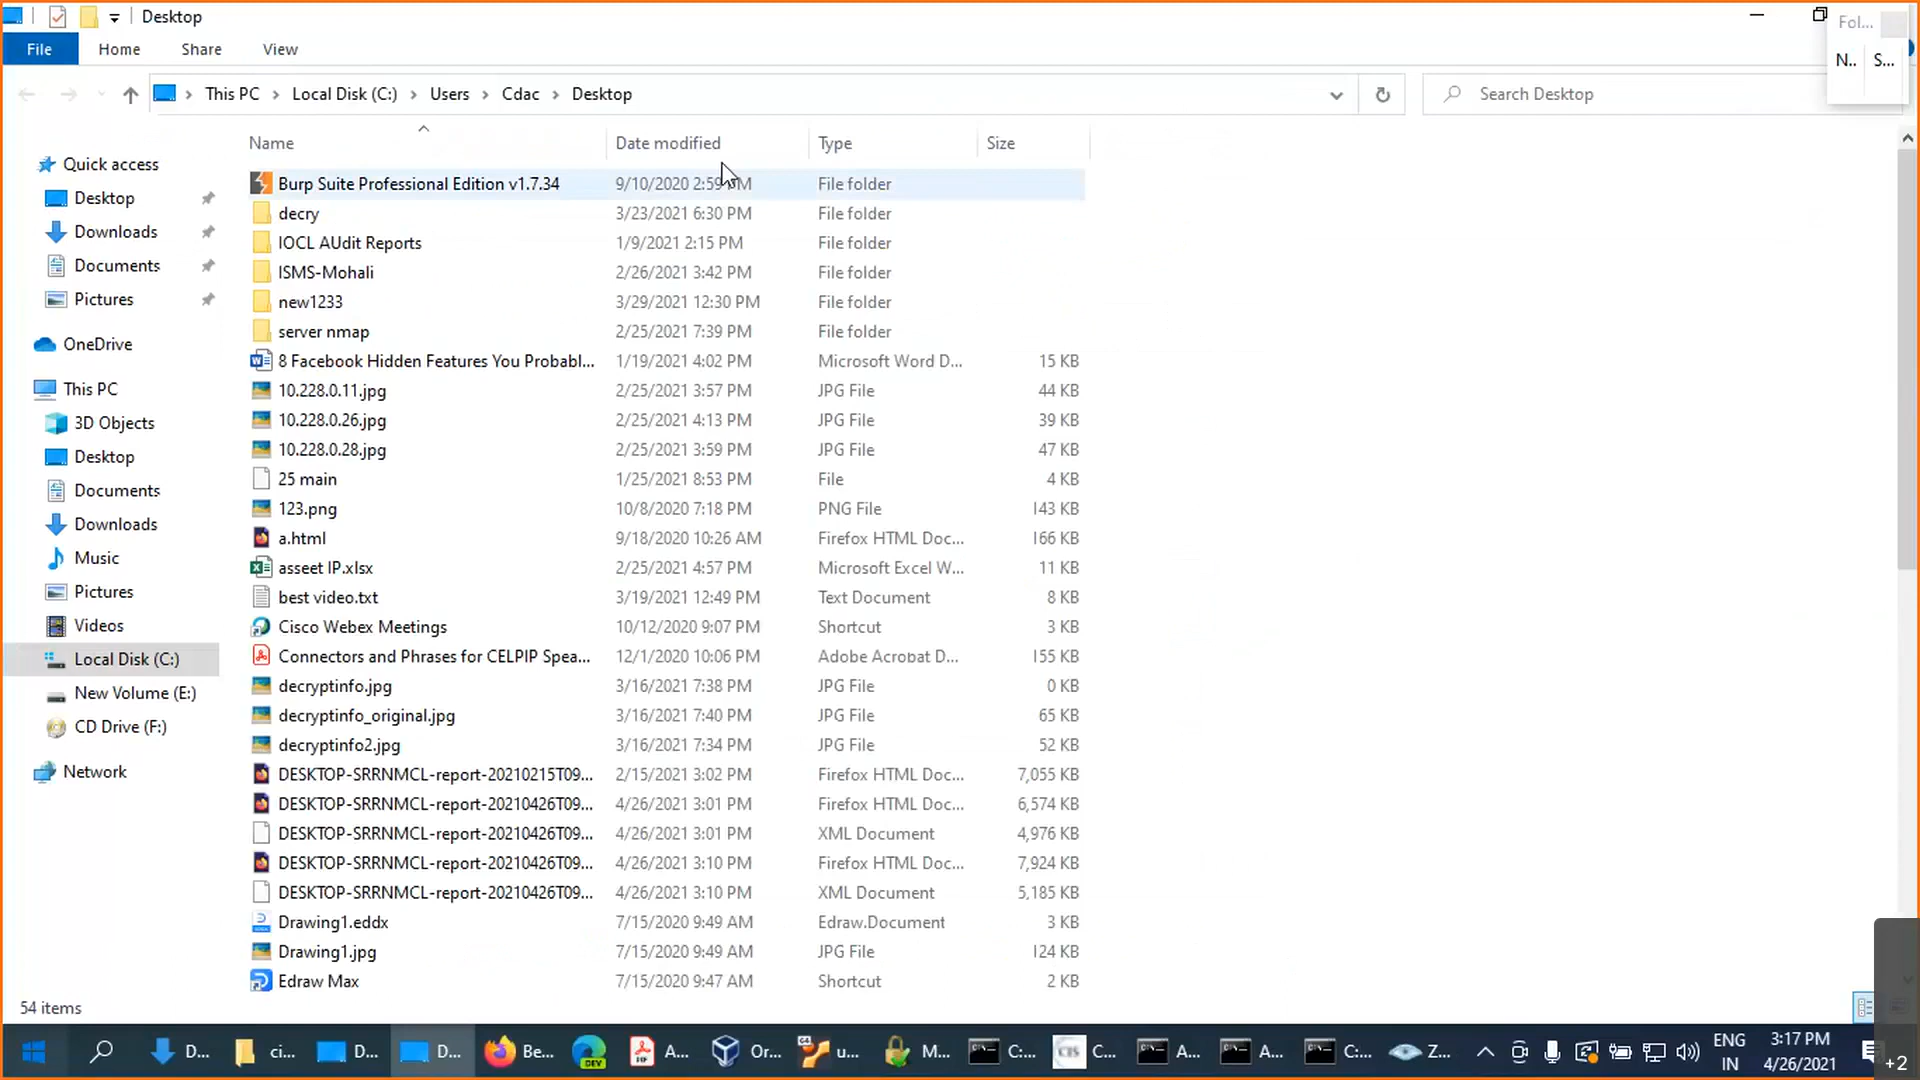 Desktop
File Home Share View
This PC Local Disk (C:) Users Cdac Desktop
Search Desktop
Fol...
N.. S...
Name Date modified Type Size
Quick access
Desktop
Downloads
Documents
Pictures
OneDrive
This PC
3D Objects
Desktop
Documents
Downloads
Music
Pictures
Videos
Local Disk (C:)
New Volume (E:)
CD Drive (F:)
Network
Burp Suite Professional Edition v1.7.34 9/10/2020 2:59 PM File folder
decry 3/23/2021 6:30 PM File folder
IOCL AUdit Reports 1/9/2021 2:15 PM File folder
ISMS-Mohali 2/26/2021 3:42 PM File folder
new1233 3/29/2021 12:30 PM File folder
server nmap 2/25/2021 7:39 PM File folder
8 Facebook Hidden Features You Probabl... 1/19/2021 4:02 PM Microsoft Word D... 15 KB
10.228.0.11.jpg 2/25/2021 3:57 PM JPG File 44 KB
10.228.0.26.jpg 2/25/2021 4:13 PM JPG File 39 KB
10.228.0.28.jpg 2/25/2021 3:59 PM JPG File 47 KB
25 main 1/25/2021 8:53 PM File 4 KB
123.png 10/8/2020 7:18 PM PNG File 143 KB
a.html 9/18/2020 10:26 AM Firefox HTML Doc... 166 KB
asseet IP.xlsx 2/25/2021 4:57 PM Microsoft Excel W... 11 KB
best video.txt 3/19/2021 12:49 PM Text Document 8 KB
Cisco Webex Meetings 10/12/2020 9:07 PM Shortcut 3 KB
Connectors and Phrases for CELPIP Spea... 12/1/2020 10:06 PM Adobe Acrobat D... 155 KB
decryptinfo.jpg 3/16/2021 7:38 PM JPG File 0 KB
decryptinfo_original.jpg 3/16/2021 7:40 PM JPG File 65 KB
decryptinfo2.jpg 3/16/2021 7:34 PM JPG File 52 KB
DESKTOP-SRRNMCL-report-20210215T09... 2/15/2021 3:02 PM Firefox HTML Doc... 7,055 KB
DESKTOP-SRRNMCL-report-20210426T09... 4/26/2021 3:01 PM Firefox HTML Doc... 6,574 KB
DESKTOP-SRRNMCL-report-20210426T09... 4/26/2021 3:01 PM XML Document 4,976 KB
DESKTOP-SRRNMCL-report-20210426T09... 4/26/2021 3:10 PM Firefox HTML Doc... 7,924 KB
DESKTOP-SRRNMCL-report-20210426T09... 4/26/2021 3:10 PM XML Document 5,185 KB
Drawing1.eddx 7/15/2020 9:49 AM Edraw.Document 3 KB
Drawing1.jpg 7/15/2020 9:49 AM JPG File 124 KB
Edraw Max 7/15/2020 9:47 AM Shortcut 2 KB
54 items
D... ci... D... D... Be... DEV A... Or... u... M... C:... CIS C... A... A... C:... Z...
ENG IN
3:17 PM
4/26/2021
+2